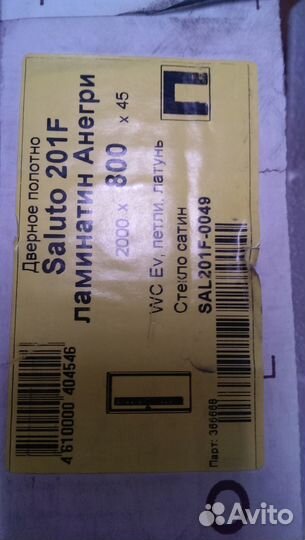 Дверное полотно
Saluto 201F
ламинатин Анегри
2000 x 800 x 45
WC EV, петли, латунь
Стекло сатин
SAL201F-0049
4 610000 404546
Парт: 366668
Avito